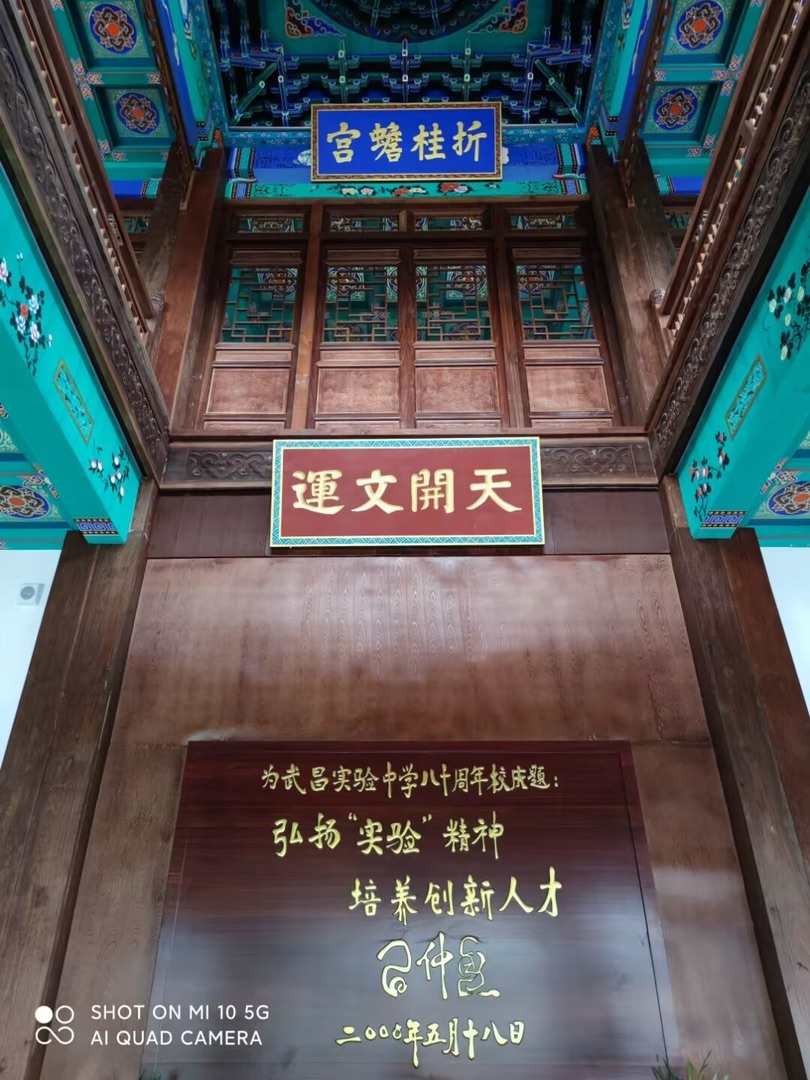 折桂蟾宮
天開文運
为武昌实验中学八十周年校庆题：
弘扬“实验”精神
培养创新人才
二〇〇〇年五月十八日
SHOT ON MI 10 5G
AI QUAD CAMERA